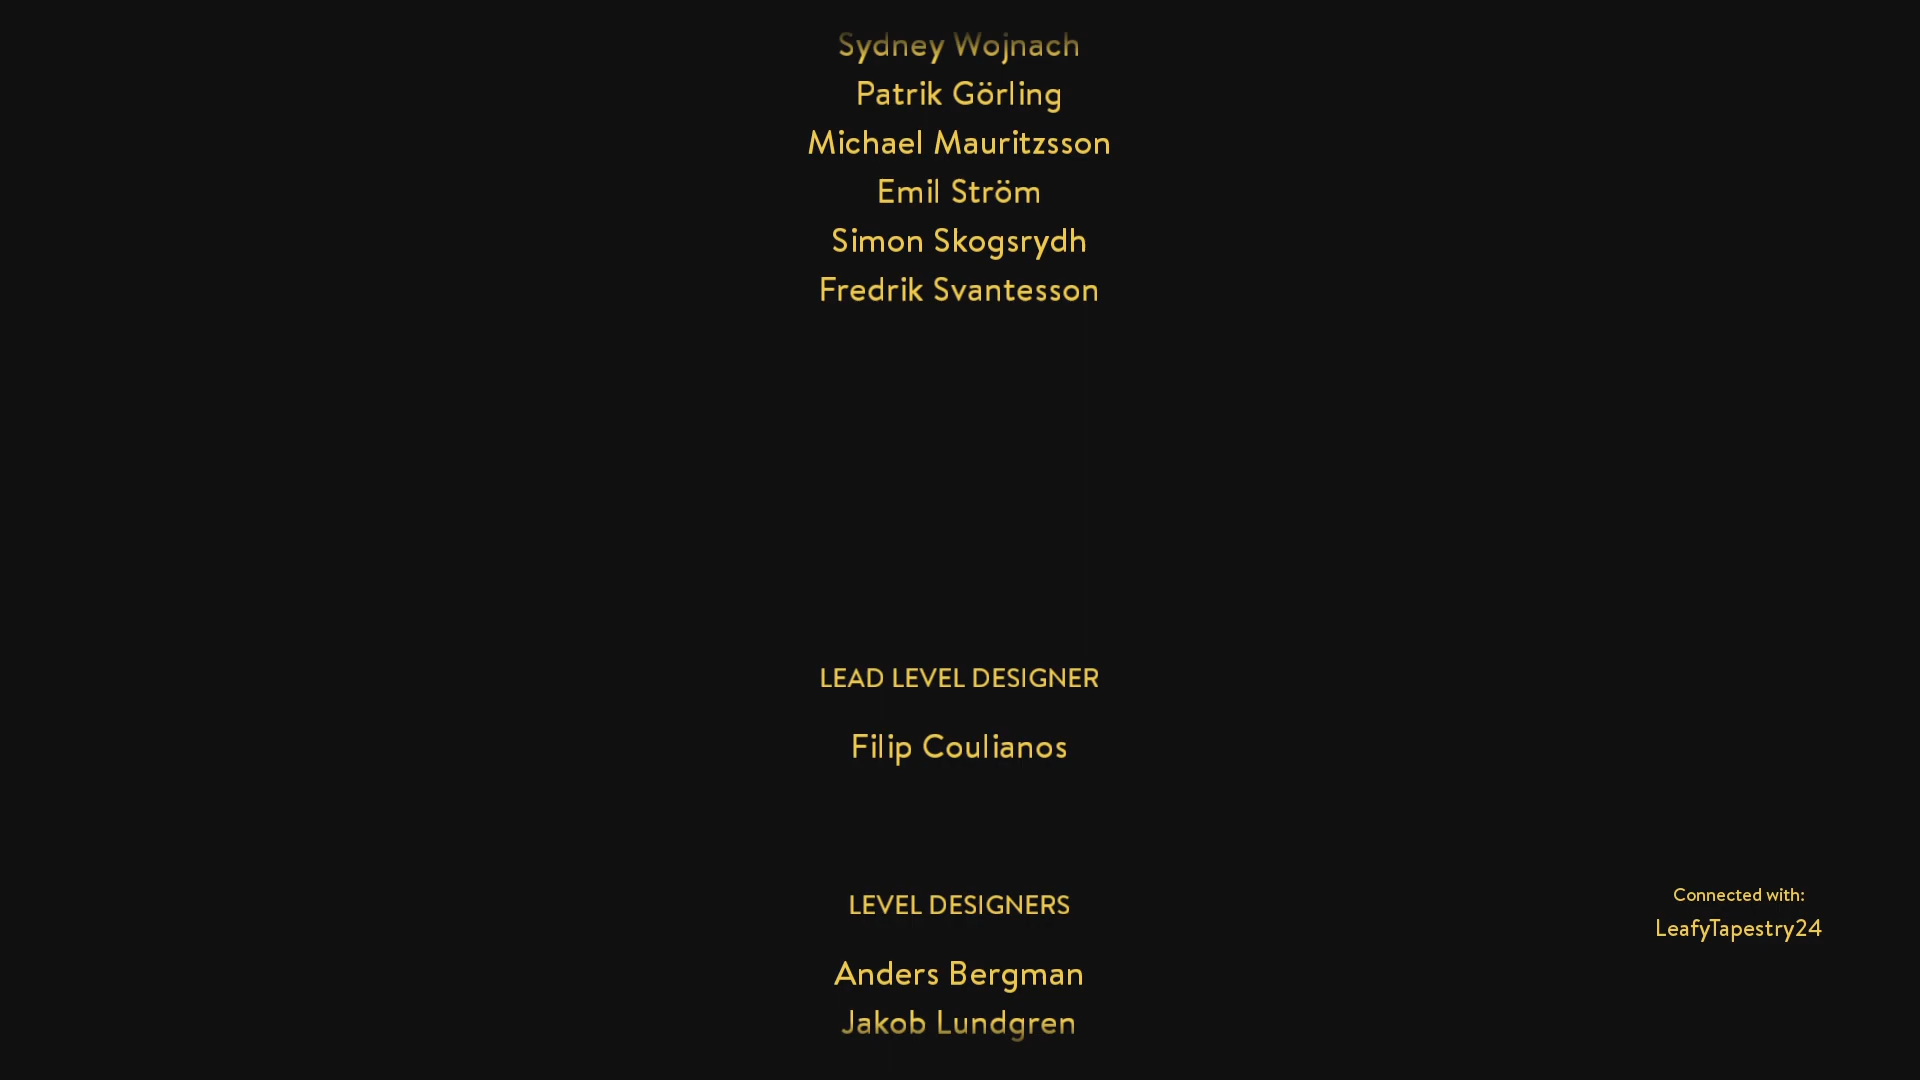 Sydney Wojnach
Patrik Görling
Michael Mauritzsson
Emil Ström
Simon Skogsrydh
Fredrik Svantesson
LEAD LEVEL DESIGNER
Filip Coulianos
LEVEL DESIGNERS
Anders Bergman
Jakob Lundgren
Connected with:
LeafyTapestry24